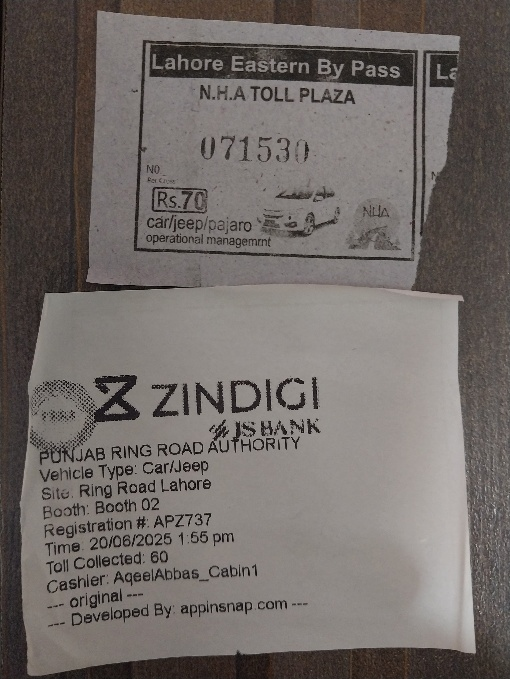 Lahore Eastern By Pass
La
N.H.A TOLL PLAZA
071530
NO
Rs.70
car/jeep/pajaro
operational managemrnt
NHA
ZINDIGI
JS BANK
PUNJAB RING ROAD AUTHORITY
Vehicle Type: Car/Jeep
Site: Ring Road Lahore
Booth: Booth 02
Registration #: APZ737
Time: 20/06/2025 1:55 pm
Toll Collected: 60
Cashier: AqeelAbbas_Cabin1
--- original ---
--- Developed By: appinsnap.com ---